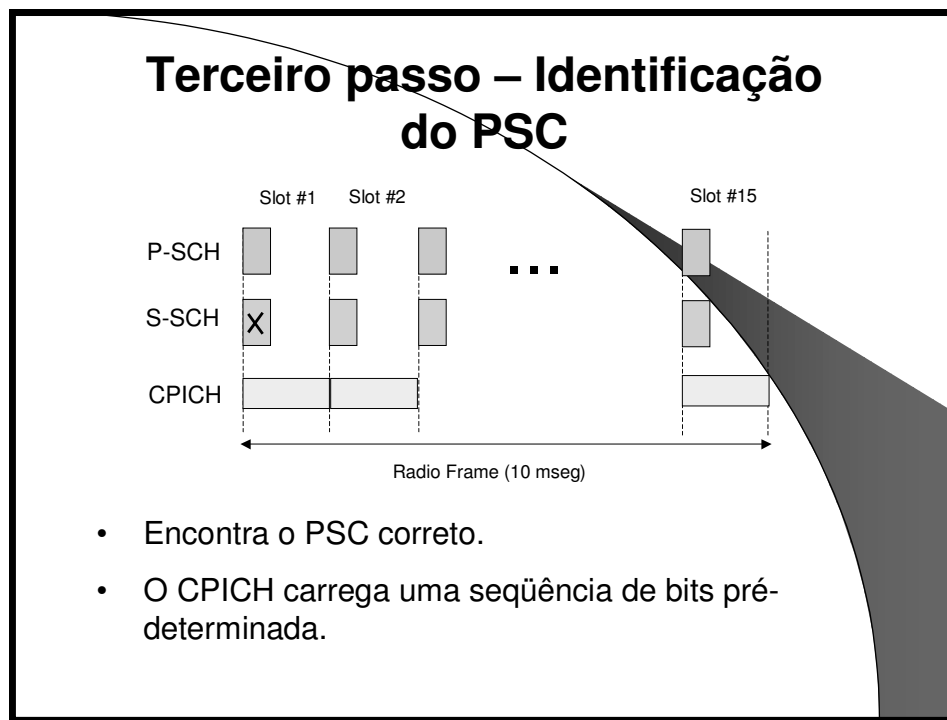 Terceiro passo – Identificação
do PSC
Slot #1 Slot #2 Slot #15
P-SCH
...
S-SCH X
CPICH
Radio Frame (10 mseg)
• Encontra o PSC correto.
• O CPICH carrega uma seqüência de bits pré-
determinada.